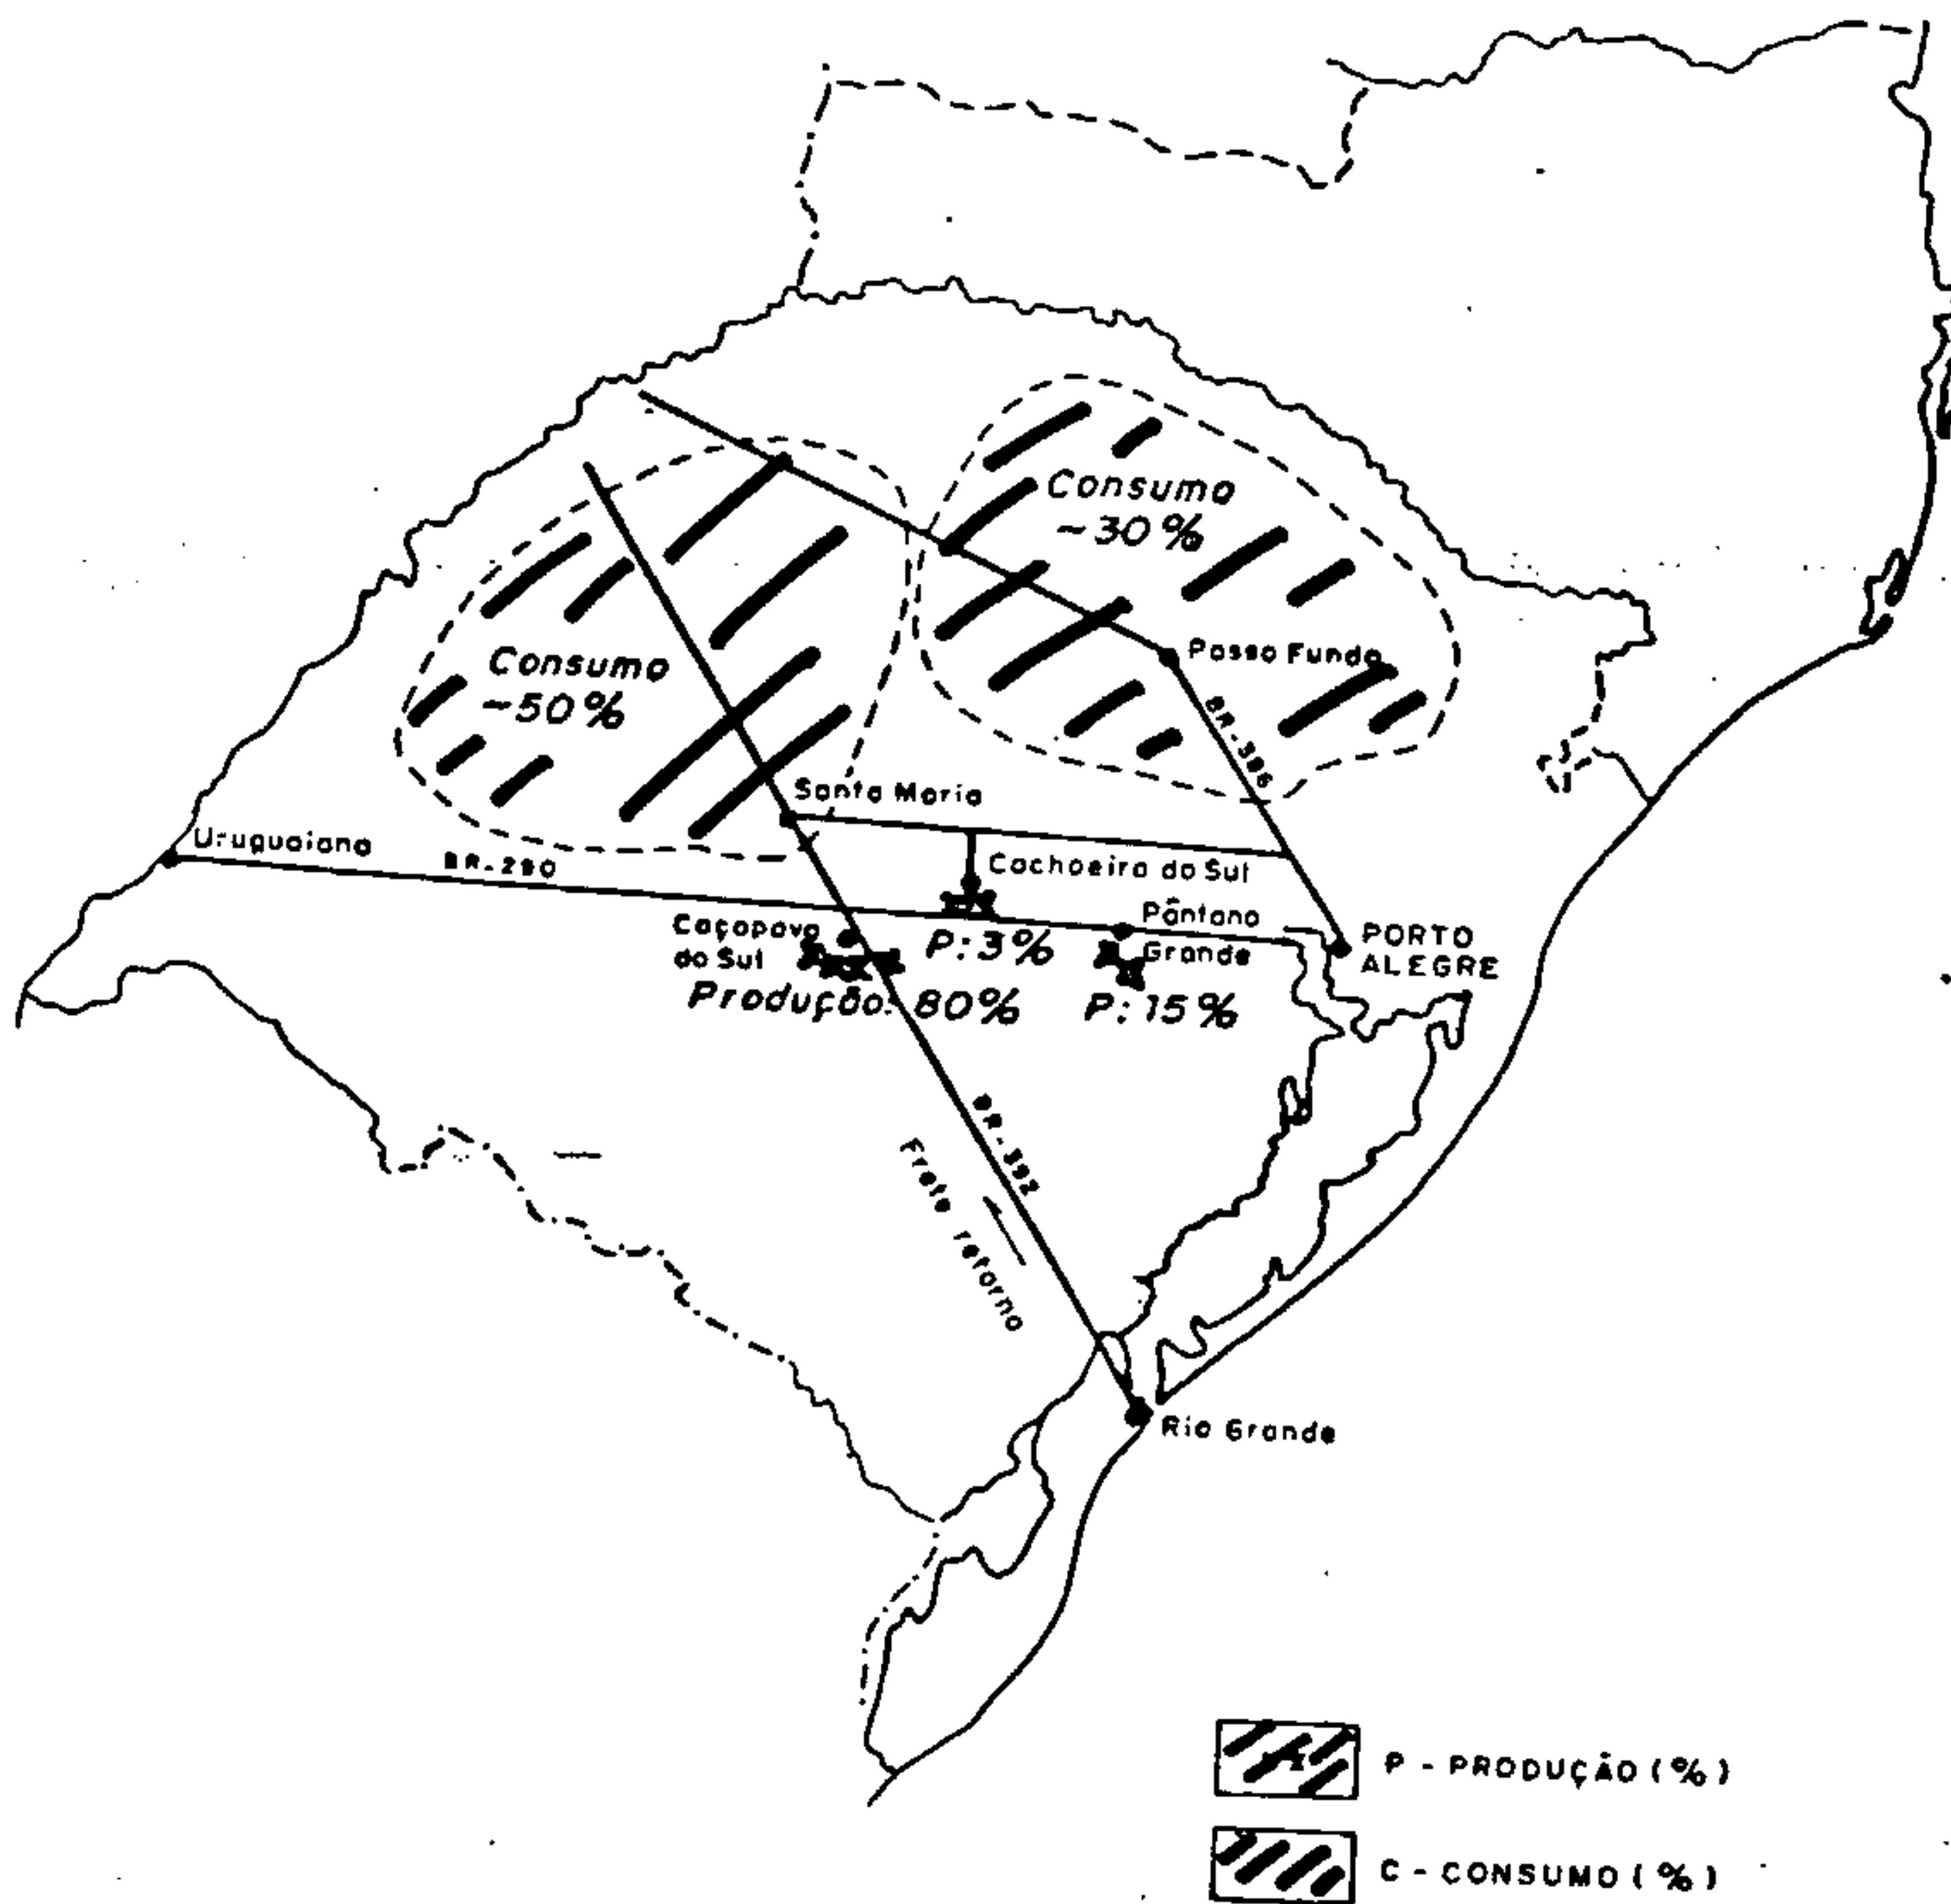 Consumo
~30%
Passo Fundo
Consumo
~50%
BR-386
Santa Maria
Uruguaiana
BR-290
Cachoeira do Sul
Caçapava
do Sul
Pântano
Grande
P: 3%
PORTO
ALEGRE
Produção: 80%
P: 15%
BR-392
Frete retorno
Rio Grande
P - PRODUÇÃO (%)
C - CONSUMO (%)